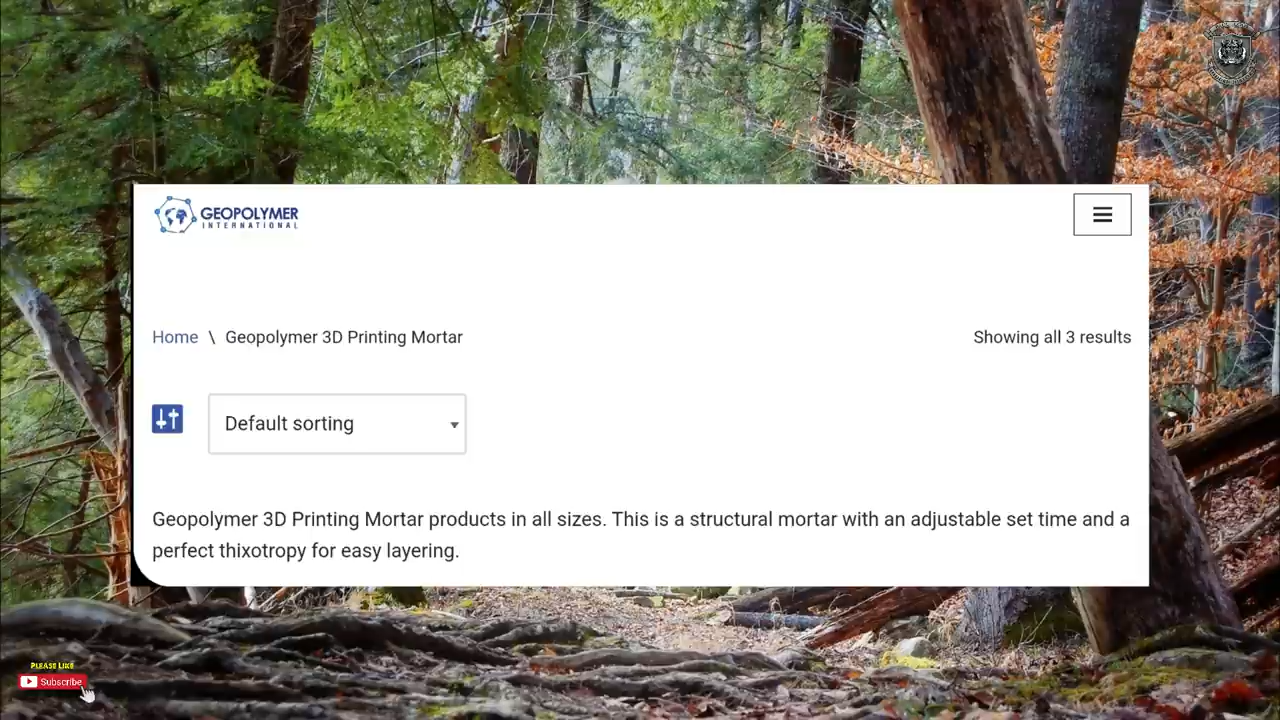 GEOPOLYMER
INTERNATIONAL
Home \ Geopolymer 3D Printing Mortar
Showing all 3 results
Default sorting
Geopolymer 3D Printing Mortar products in all sizes. This is a structural mortar with an adjustable set time and a
perfect thixotropy for easy layering.
PLEASE LIKE
Subscribe